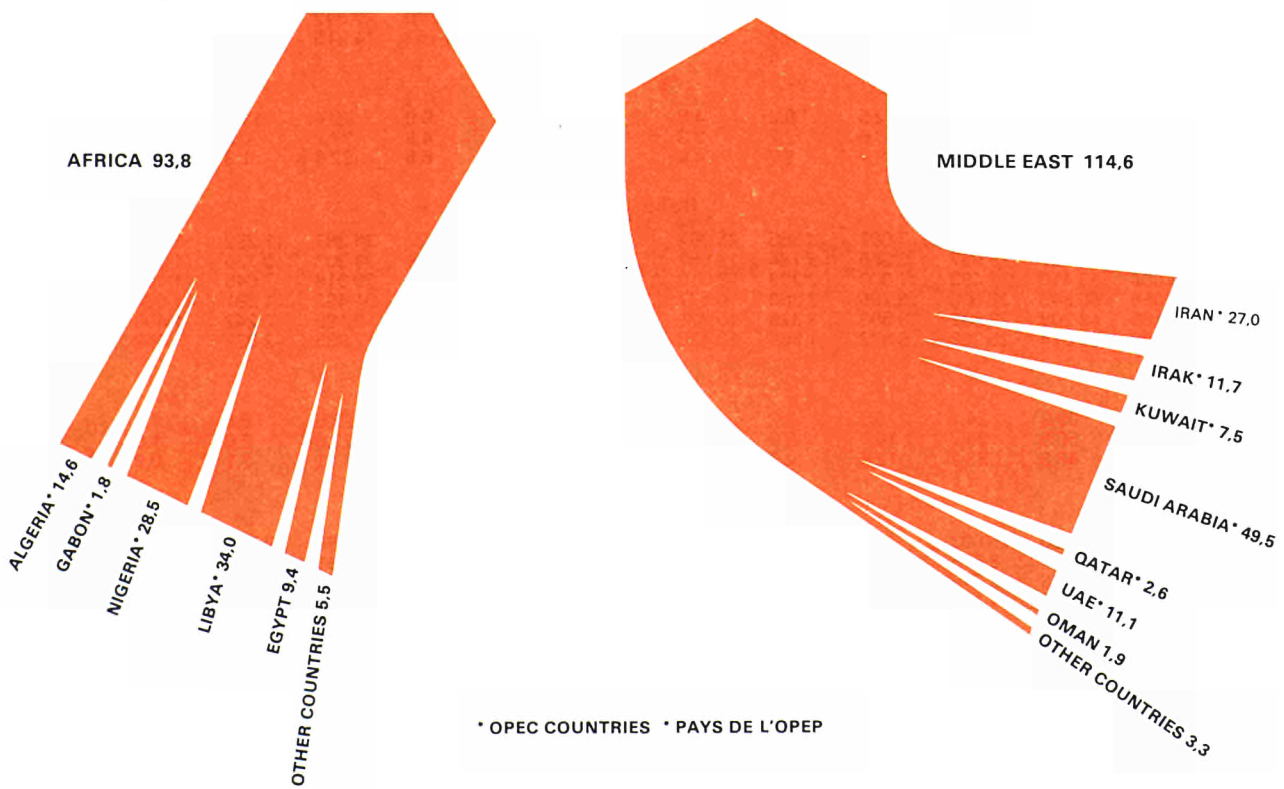 AFRICA 93,8
MIDDLE EAST 114,6
ALGERIA* 14,6
GABON* 1,8
NIGERIA* 28,5
LIBYA* 34,0
EGYPT 9,4
OTHER COUNTRIES 5,5
IRAN* 27,0
IRAK* 11,7
KUWAIT* 7,5
SAUDI ARABIA* 49,5
QATAR* 2,6
UAE* 11,1
OMAN 1,9
OTHER COUNTRIES 3,3
* OPEC COUNTRIES * PAYS DE L'OPEP